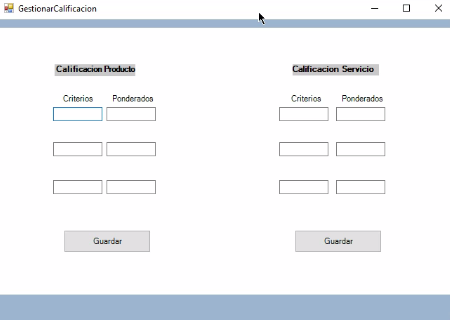 GestionarCalificacion
Calificacion Producto
Calificacion Servicio
Criterios Ponderados
Criterios Ponderados
Guardar
Guardar